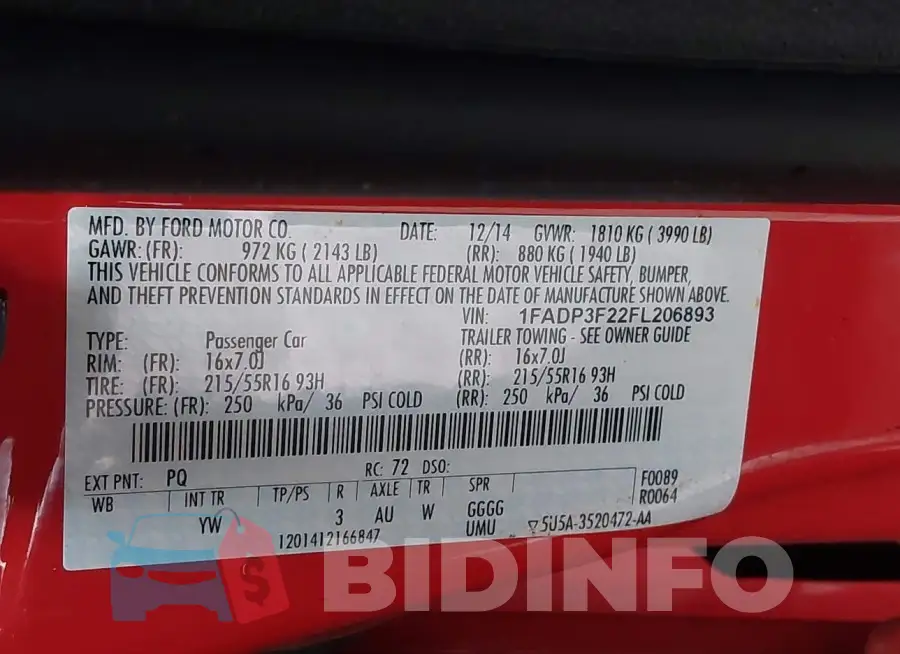 MFD. BY FORD MOTOR CO. DATE: 12/14 GVWR: 1810 KG ( 3990 LB)
GAWR: (FR): 972 KG ( 2143 LB) (RR): 880 KG ( 1940 LB)
THIS VEHICLE CONFORMS TO ALL APPLICABLE FEDERAL MOTOR VEHICLE SAFETY, BUMPER,
AND THEFT PREVENTION STANDARDS IN EFFECT ON THE DATE OF MANUFACTURE SHOWN ABOVE.
VIN: 1FADP3F22FL206893
TYPE: Passenger Car TRAILER TOWING - SEE OWNER GUIDE
RIM: (FR): 16x7.0J (RR): 16x7.0J
TIRE: (FR): 215/55R16 93H (RR): 215/55R16 93H
PRESSURE: (FR): 250 kPa/ 36 PSI COLD (RR): 250 kPa/ 36 PSI COLD
EXT PNT: PQ RC: 72 DSO: F0089
WB INT TR TP/PS R AXLE TR SPR R0064
YW 3 AU W GGGG
1201412166847 UMU ▽5U5A-3520472-AA
$ BIDINFO